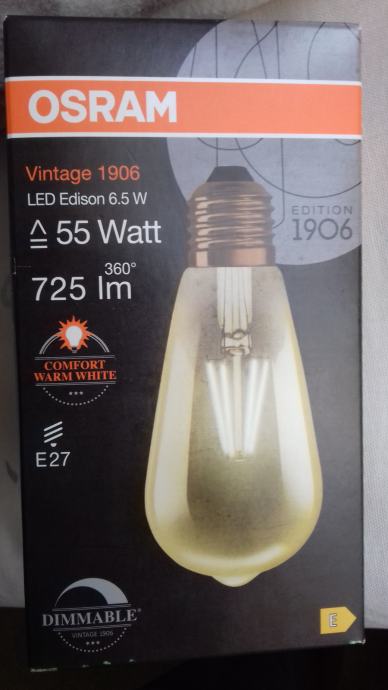 OSRAM
Vintage 1906
LED Edison 6.5 W
≙ 55 Watt
360°
725 lm
COMFORT
WARM WHITE
E27
EDITION
1906
DIMMABLE®
VINTAGE 1906
E